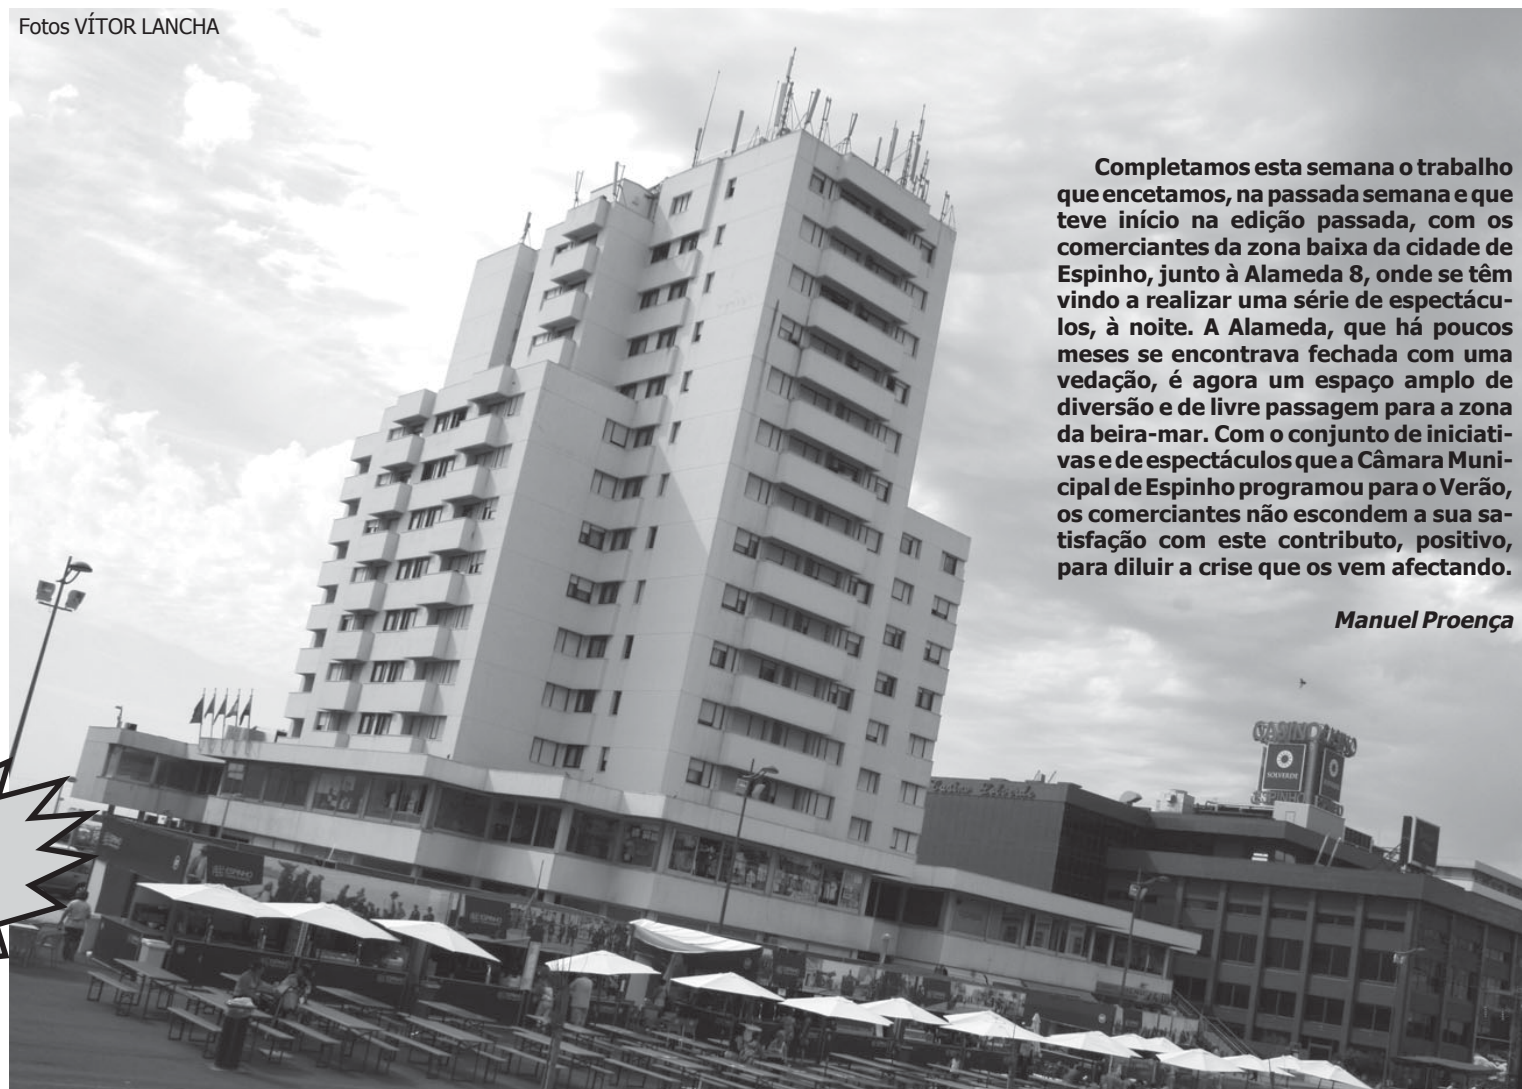 Fotos VÍTOR LANCHA
Completamos esta semana o trabalho
que encetamos, na passada semana e que
teve início na edição passada, com os
comerciantes da zona baixa da cidade de
Espinho, junto à Alameda 8, onde se têm
vindo a realizar uma série de espectácu-
los, à noite. A Alameda, que há poucos
meses se encontrava fechada com uma
vedação, é agora um espaço amplo de
diversão e de livre passagem para a zona
da beira-mar. Com o conjunto de iniciati-
vas e de espectáculos que a Câmara Muni-
cipal de Espinho programou para o Verão,
os comerciantes não escondem a sua sa-
tisfação com este contributo, positivo,
para diluir a crise que os vem afectando.
Manuel Proença
CASINO
SOLVERDE
ESPINHO
Casino Solverde
ESPINHO